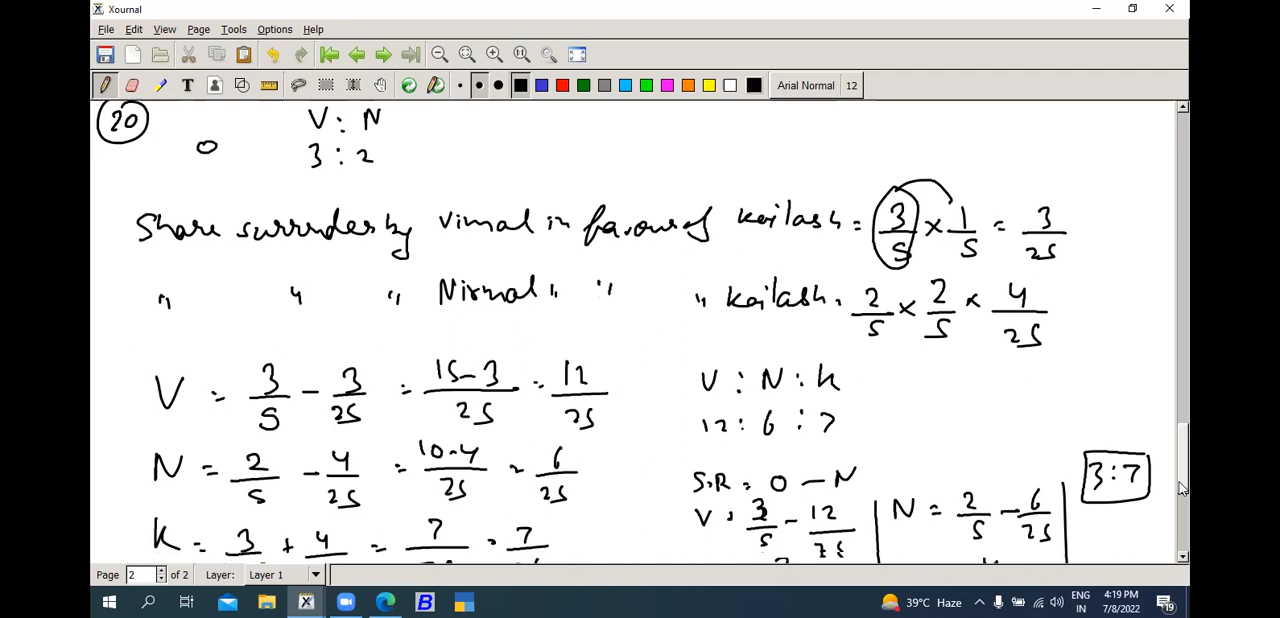 Xournal
File Edit View Page Tools Options Help
Arial Normal 12
20
0 V : N
3 : 2
Share surrender by Vimal in favour of Kailash = 3/5 × 1/5 = 3/25
" " " Nirmal " " " Kailash = 2/5 × 2/5 × 4/25
V = 3/5 - 3/25 = 15-3/25 = 12/25
V : N : K
12 : 6 : 7
N = 2/5 - 4/25 = 10-4/25 = 6/25
S.R = O - N
3:7
V = 3/5 - 12/25
N = 2/5 - 6/25
K = 3 + 4 = 7 = 7
Page 2 of 2 Layer: Layer 1
39°C Haze
ENG
IN
4:19 PM
7/8/2022
19